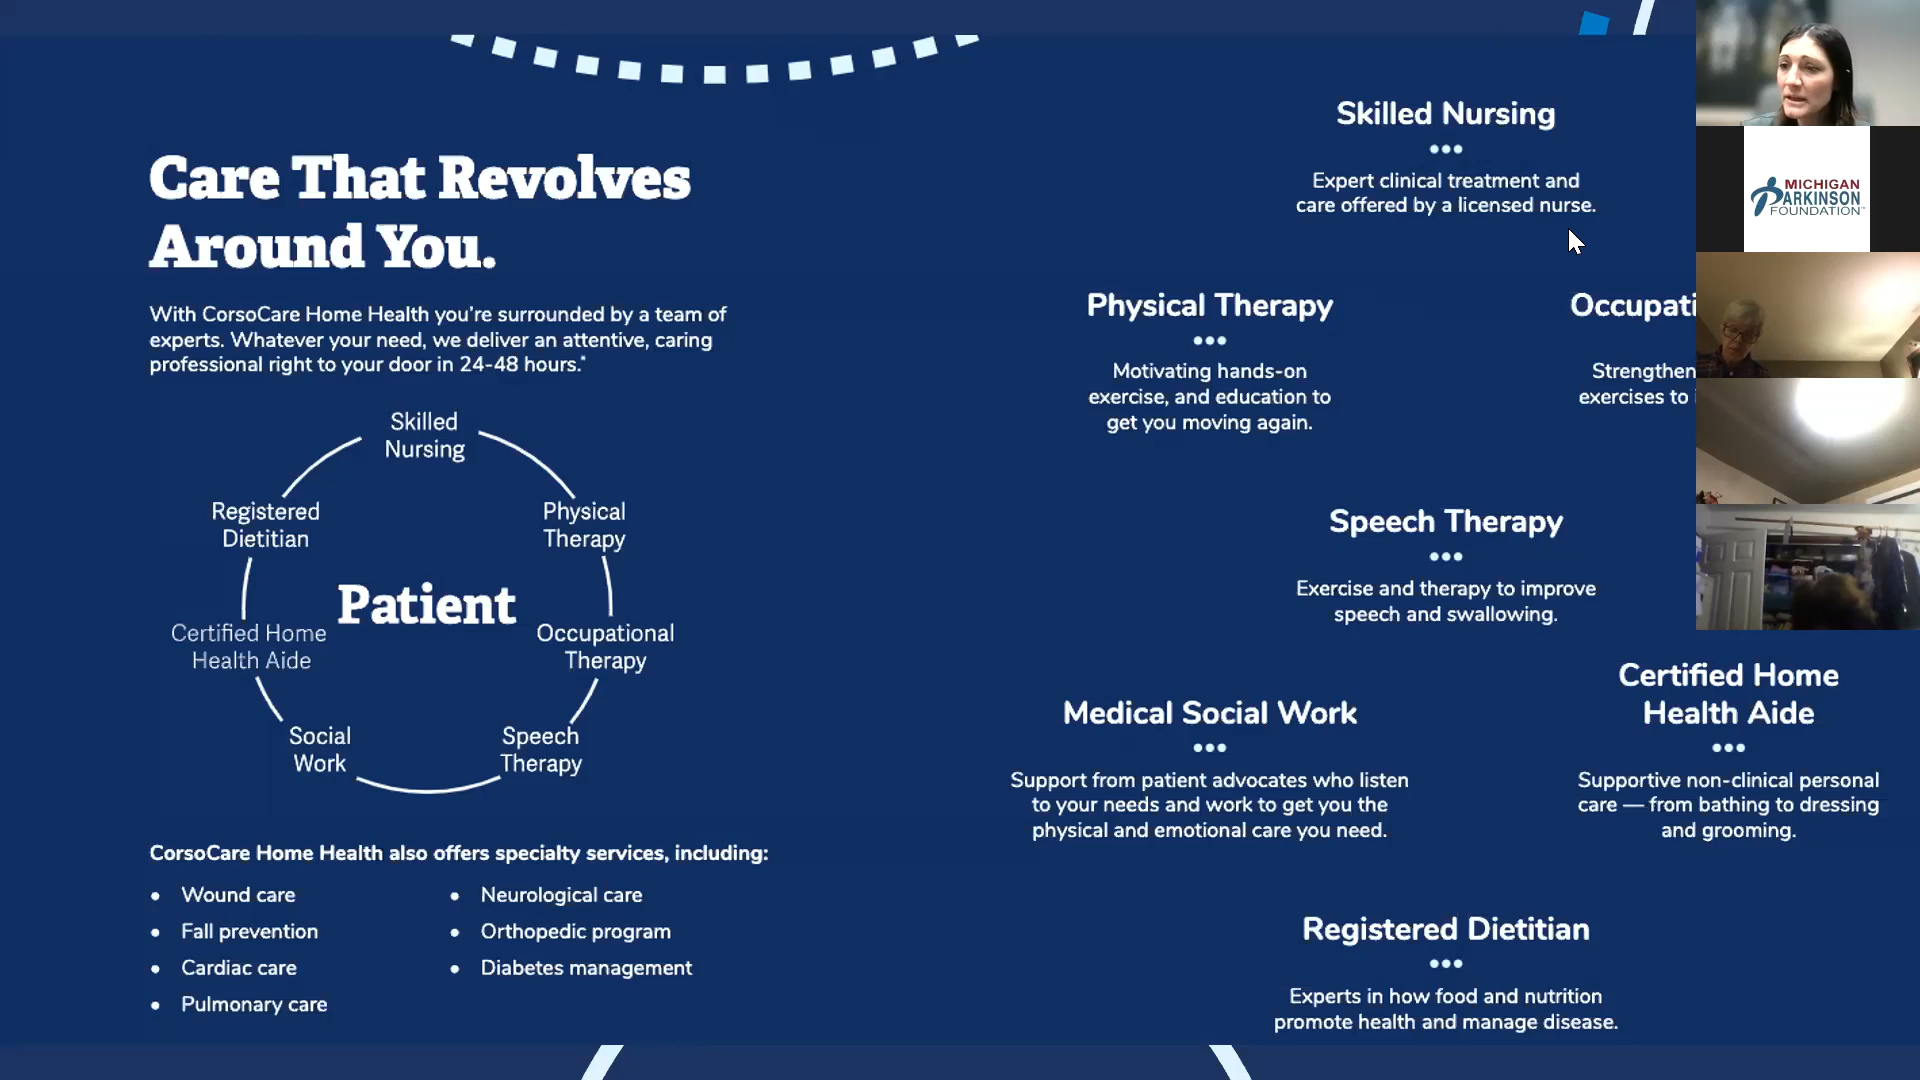 Care That Revolves
Around You.
With CorsoCare Home Health you're surrounded by a team of
experts. Whatever your need, we deliver an attentive, caring
professional right to your door in 24-48 hours.*
Skilled
Nursing
Physical
Therapy
Occupational
Therapy
Speech
Therapy
Social
Work
Certified Home
Health Aide
Registered
Dietitian
Patient
CorsoCare Home Health also offers specialty services, including:
• Wound care
• Fall prevention
• Cardiac care
• Pulmonary care
• Neurological care
• Orthopedic program
• Diabetes management
Skilled Nursing
Expert clinical treatment and
care offered by a licensed nurse.
Physical Therapy
Motivating hands-on
exercise, and education to
get you moving again.
Occupati
Strengthen
exercises to
Speech Therapy
Exercise and therapy to improve
speech and swallowing.
Medical Social Work
Support from patient advocates who listen
to your needs and work to get you the
physical and emotional care you need.
Certified Home
Health Aide
Supportive non-clinical personal
care — from bathing to dressing
and grooming.
Registered Dietitian
Experts in how food and nutrition
promote health and manage disease.
MICHIGAN
PARKINSON
FOUNDATION